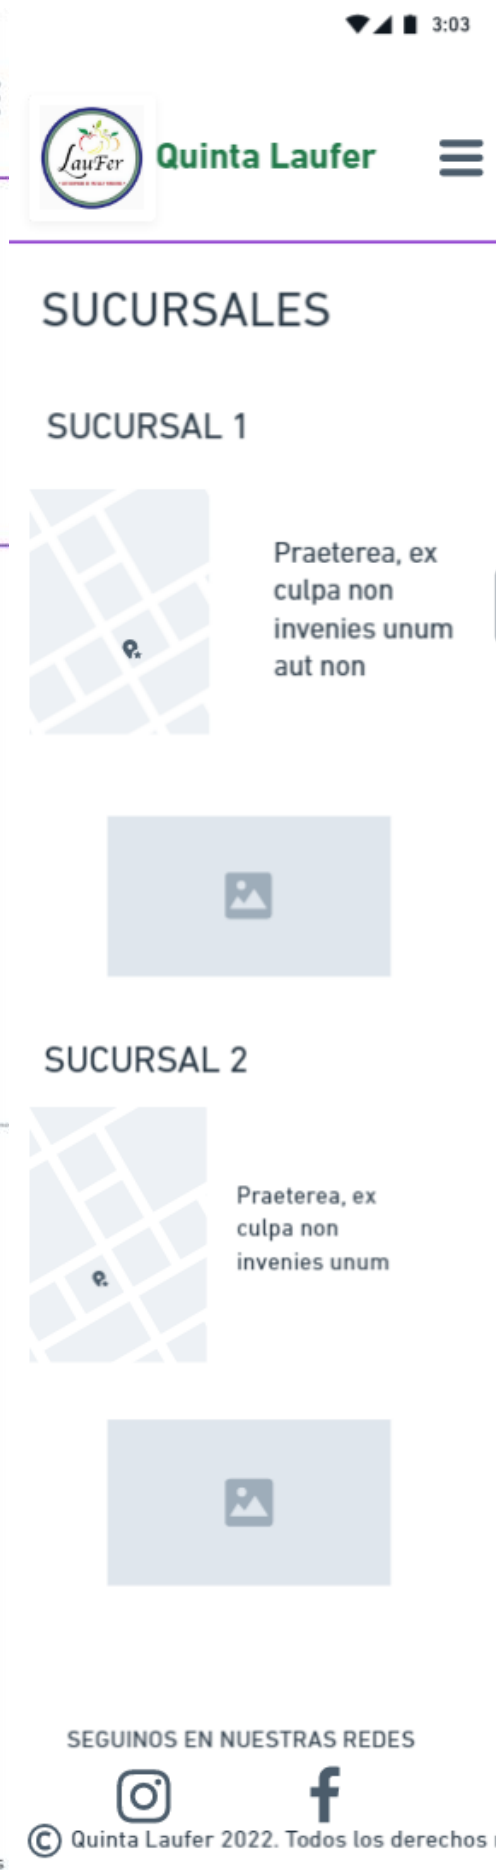 3:03
LauFer
Quinta Laufer
SUCURSALES
SUCURSAL 1
Praeterea, ex
culpa non
invenies unum
aut non
SUCURSAL 2
Praeterea, ex
culpa non
invenies unum
SEGUINOS EN NUESTRAS REDES
© Quinta Laufer 2022. Todos los derechos